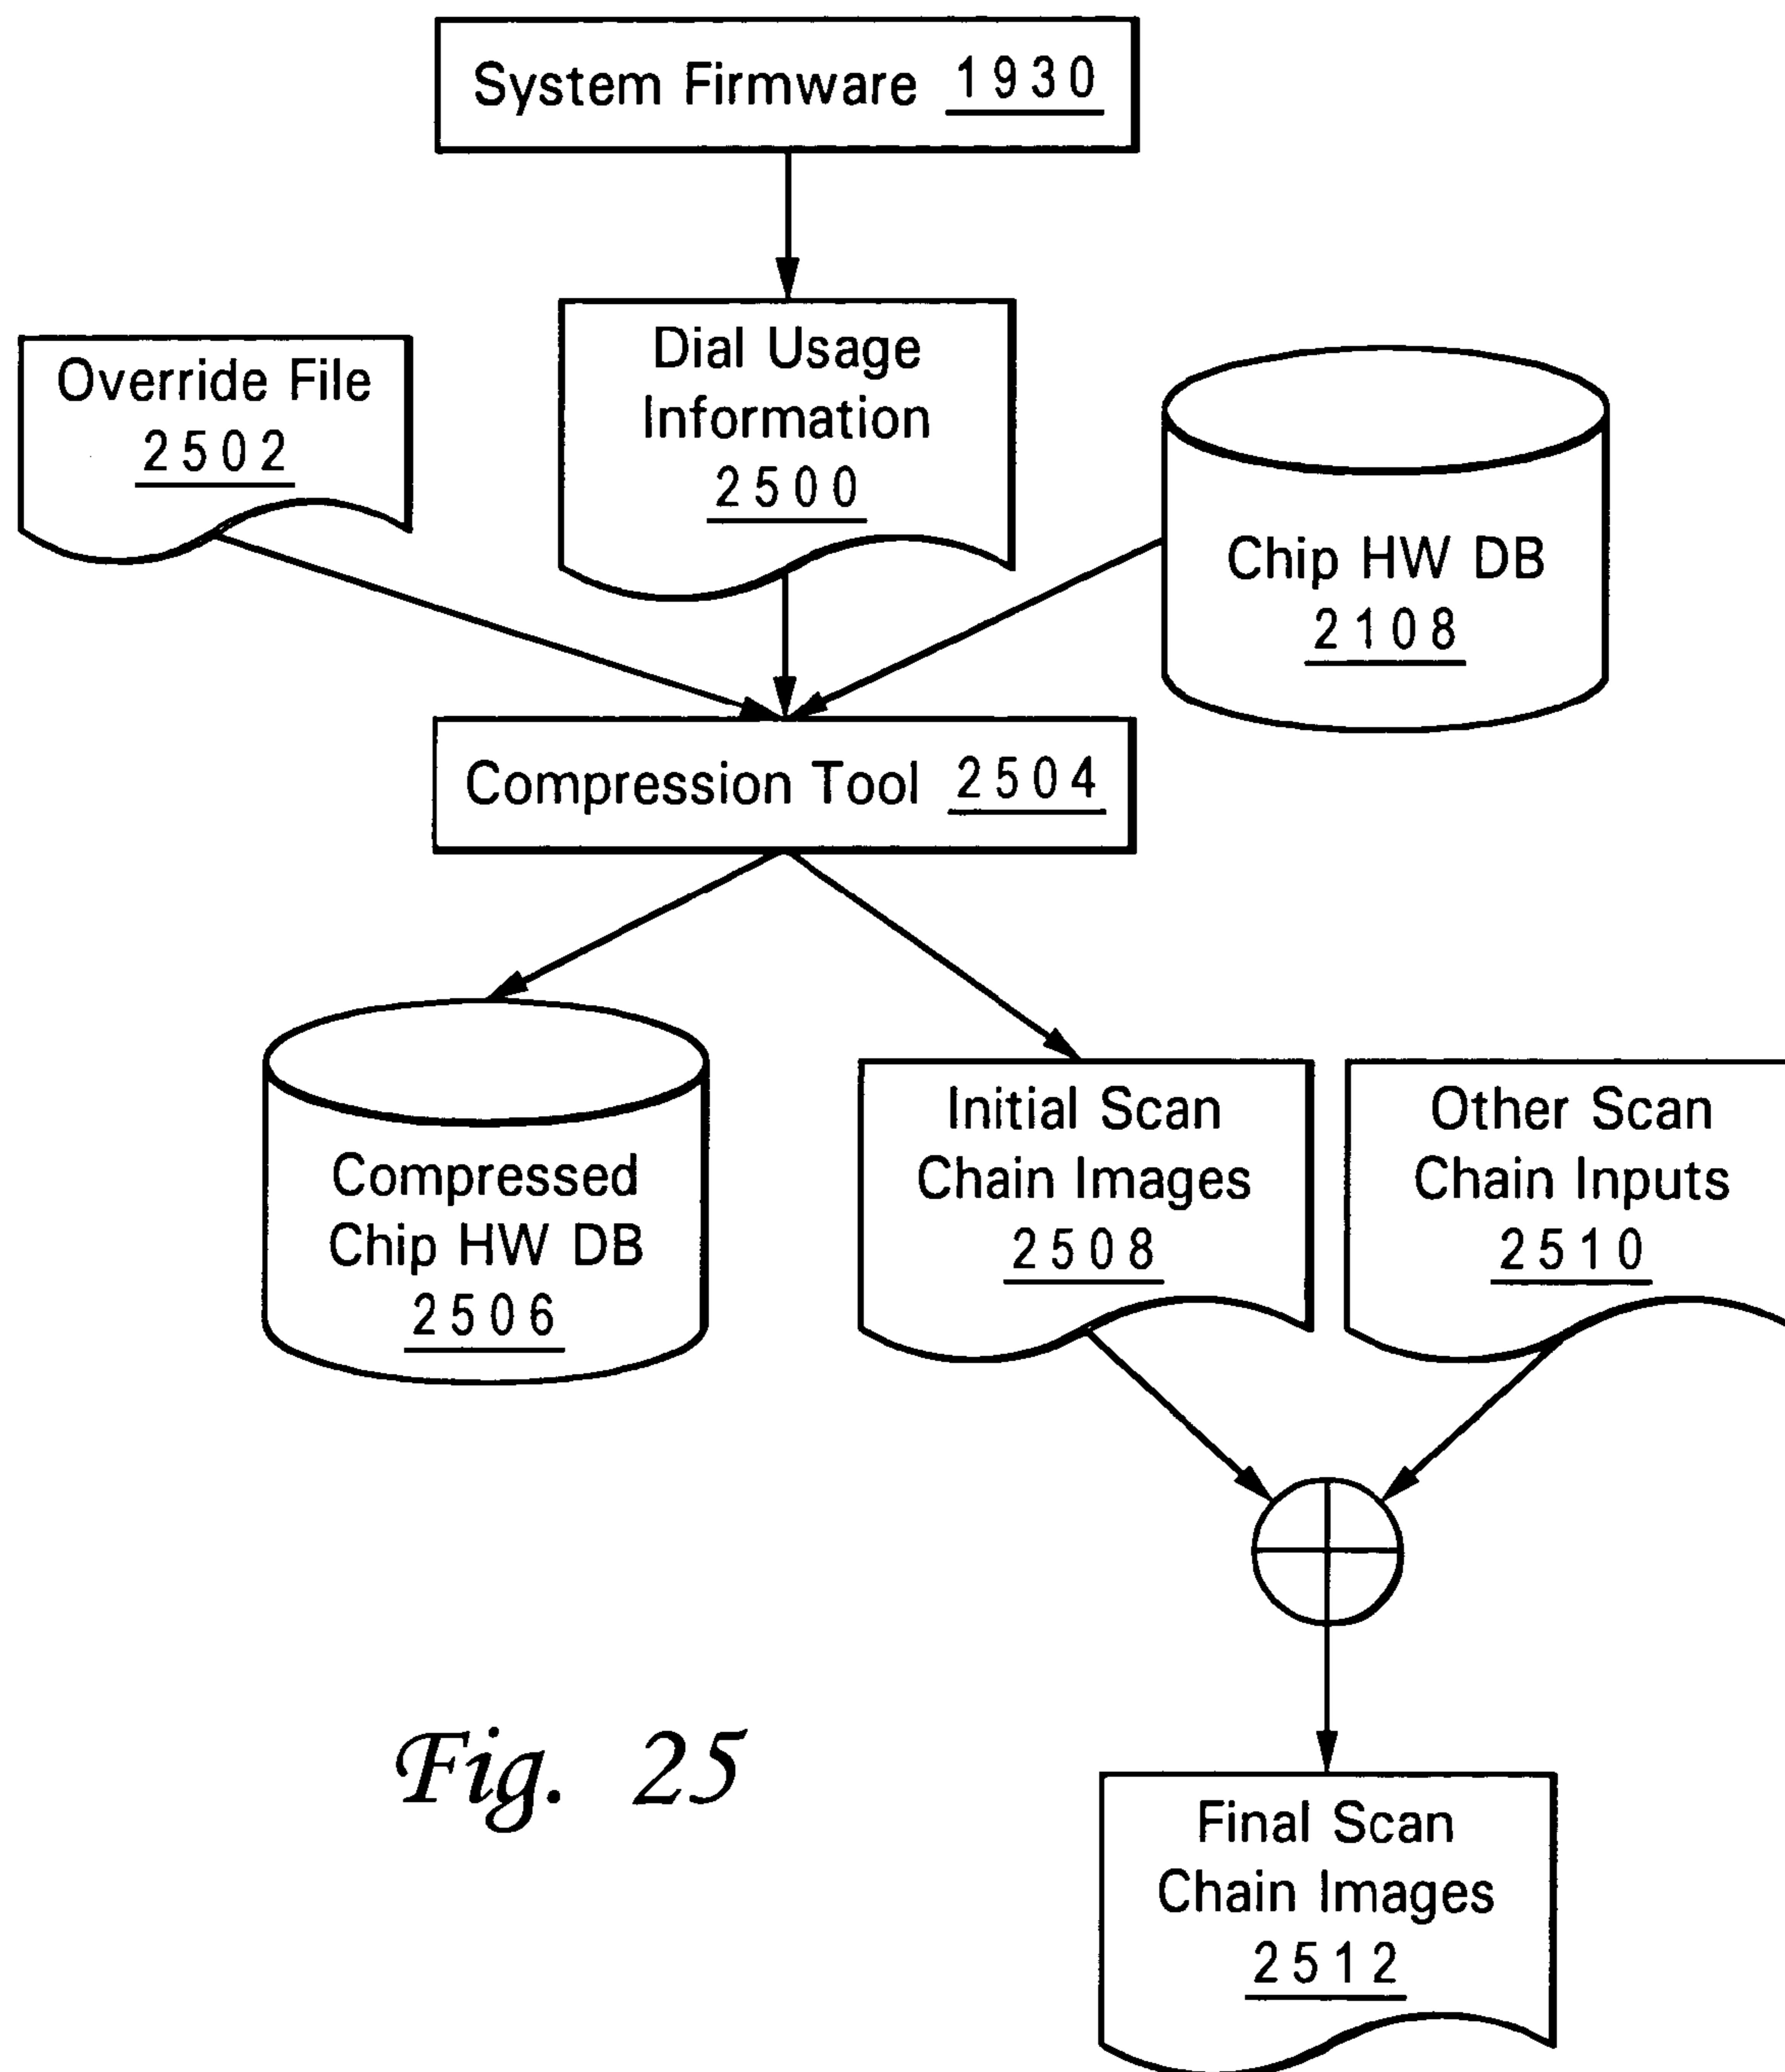 System Firmware 1930
Override File
2502
Dial Usage
Information
2500
Chip HW DB
2108
Compression Tool 2504
Compressed
Chip HW DB
2506
Initial Scan
Chain Images
2508
Other Scan
Chain Inputs
2510
Fig. 25
Final Scan
Chain Images
2512